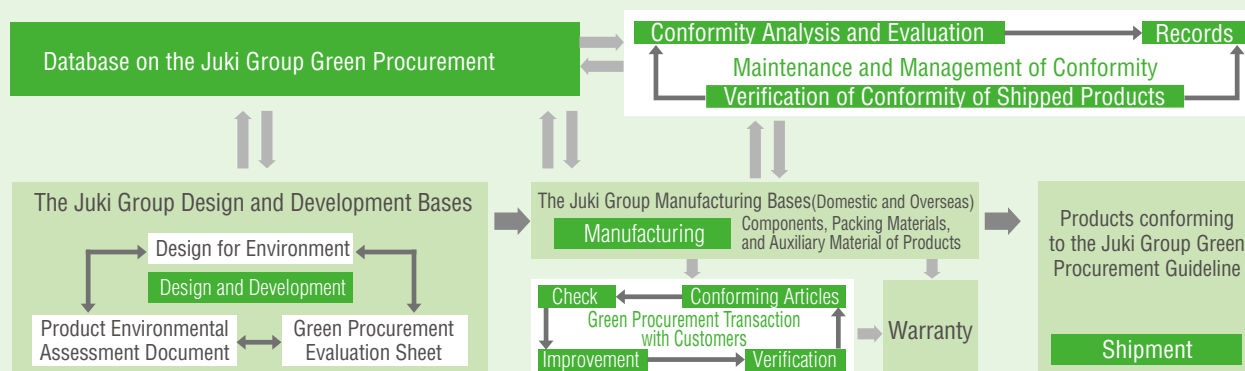 Database on the Juki Group Green Procurement
Conformity Analysis and Evaluation
Records
Maintenance and Management of Conformity
Verification of Conformity of Shipped Products
The Juki Group Design and Development Bases
Design for Environment
Design and Development
Product Environmental
Assessment Document
Green Procurement
Evaluation Sheet
The Juki Group Manufacturing Bases(Domestic and Overseas)
Manufacturing
Components, Packing Materials,
and Auxiliary Material of Products
Check
Conforming Articles
Green Procurement Transaction
with Customers
Improvement
Verification
Warranty
Products conforming
to the Juki Group Green
Procurement Guideline
Shipment